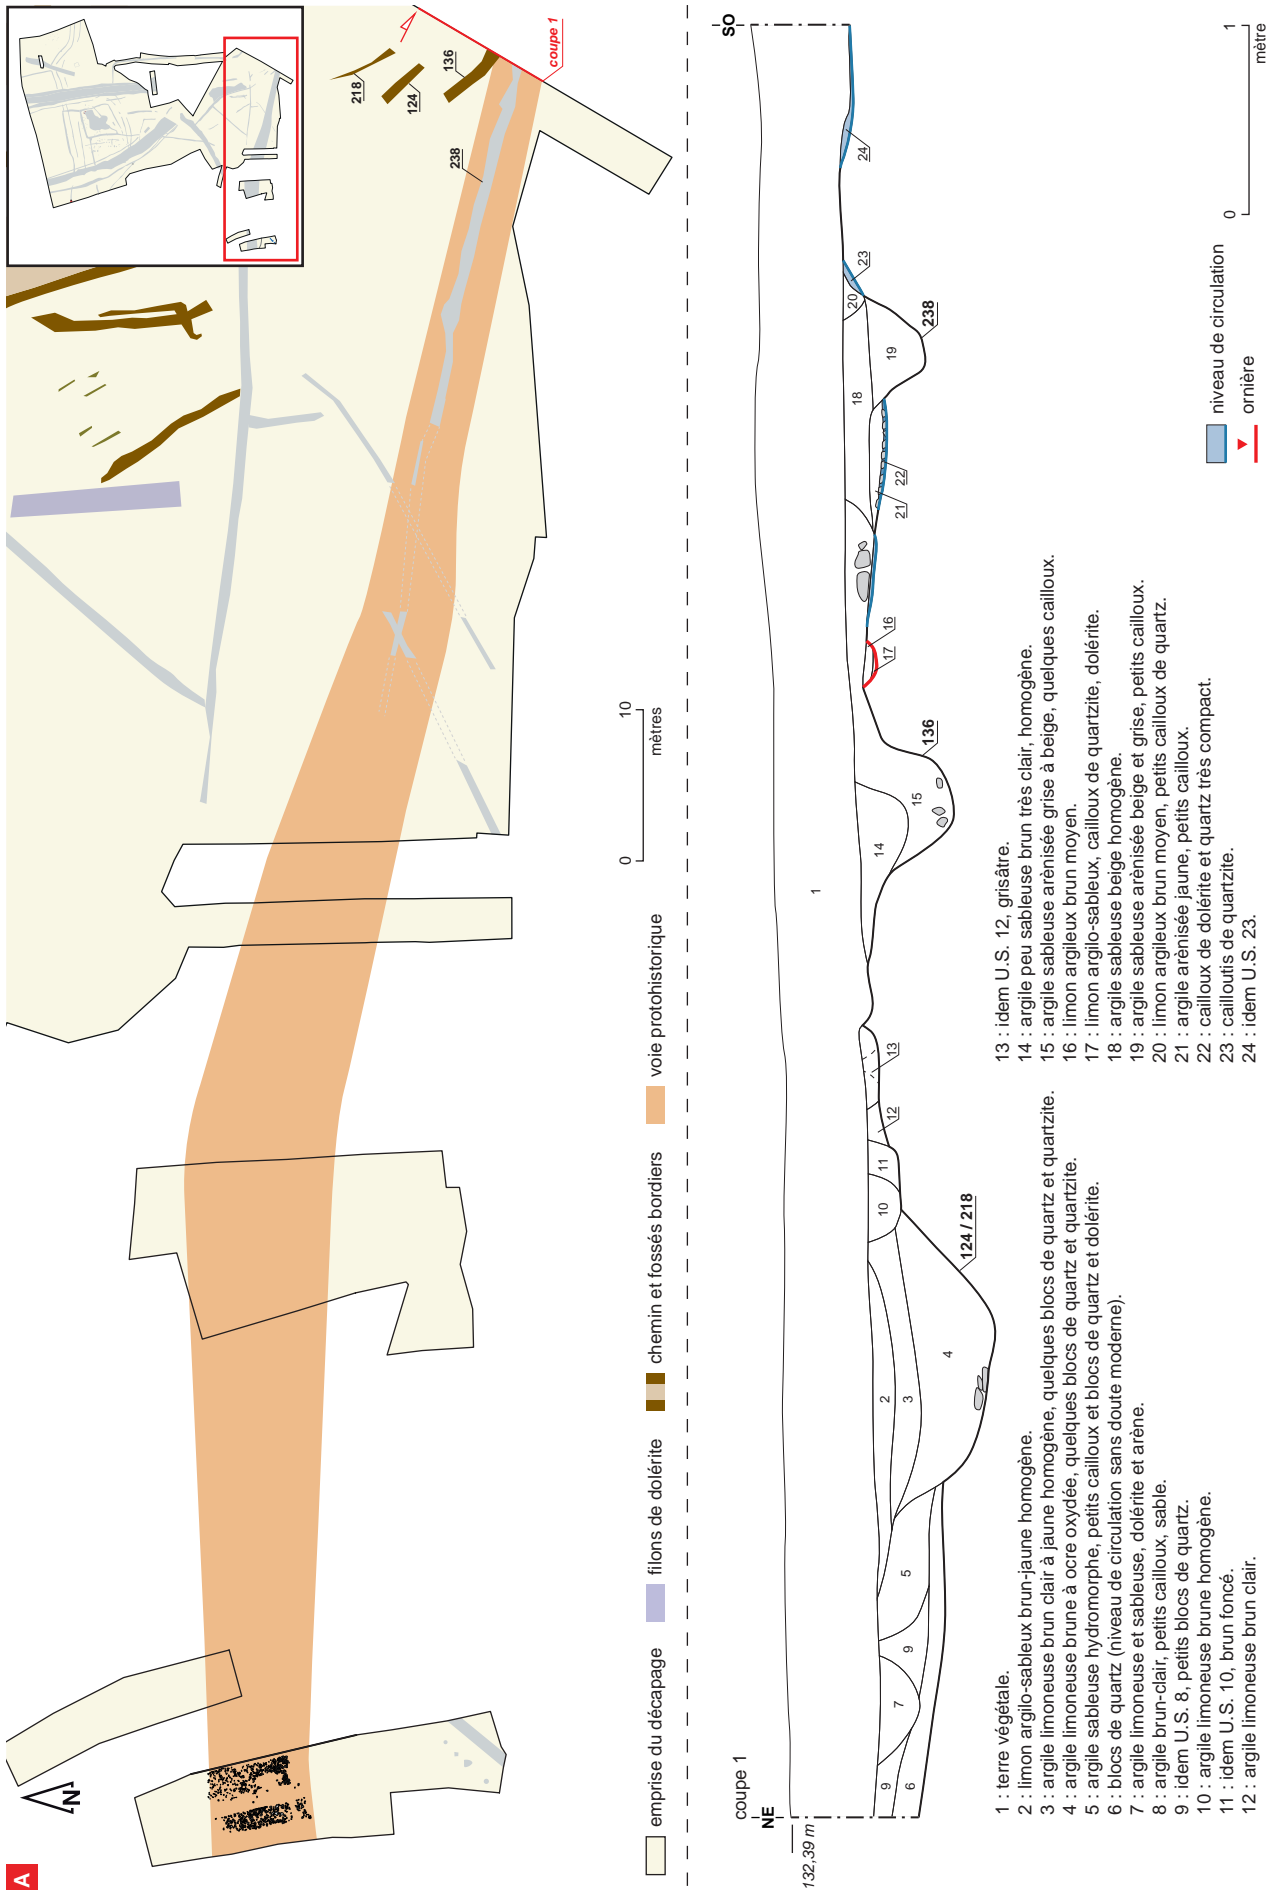 A
N
218
124
136
238
coupe 1
0 10
mètres
emprise du décapage
filons de dolérite
chemin et fossés bordiers
voie protohistorique
coupe 1
NE
SO
132,39 m
1
2
3
4
5
6
7
9
9
10
11
12
13
14
15
16
17
18
19
20
21
22
23
24
124 / 218
136
238
niveau de circulation
ornière
0 1
mètre
1 : terre végétale.
2 : limon argilo-sableux brun-jaune homogène.
3 : argile limoneuse brun clair à jaune homogène, quelques blocs de quartz et quartzite.
4 : argile limoneuse brune à ocre oxydée, quelques blocs de quartz et quartzite.
5 : argile sableuse hydromorphe, petits cailloux et blocs de quartz et dolérite.
6 : blocs de quartz (niveau de circulation sans doute moderne).
7 : argile limoneuse et sableuse, dolérite et arène.
8 : argile brun-clair, petits cailloux, sable.
9 : idem U.S. 8, petits blocs de quartz.
10 : argile limoneuse brune homogène.
11 : idem U.S. 10, brun foncé.
12 : argile limoneuse brun clair.
13 : idem U.S. 12, grisâtre.
14 : argile peu sableuse brun très clair, homogène.
15 : argile sableuse arènisée grise à beige, quelques cailloux.
16 : limon argileux brun moyen.
17 : limon argilo-sableux, cailloux de quartzite, dolérite.
18 : argile sableuse beige homogène.
19 : argile sableuse arènisée beige et grise, petits cailloux.
20 : limon argileux brun moyen, petits cailloux de quartz.
21 : argile arènisée jaune, petits cailloux.
22 : cailloux de dolérite et quartz très compact.
23 : cailloutis de quartzite.
24 : idem U.S. 23.